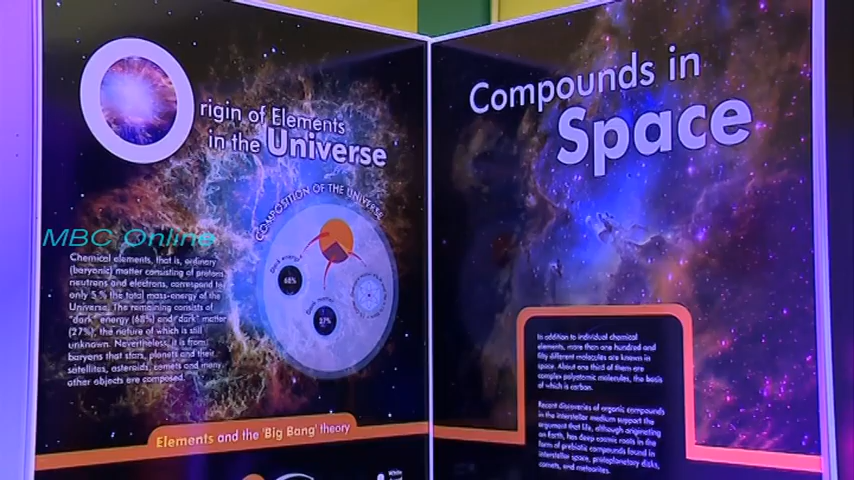 Origin of Elements
in the Universe
COMPOSITION OF THE UNIVERSE
Dark energy
68%
Dark matter
27%
MBC Online
Chemical elements, that is, ordinary
(baryonic) matter consisting of protons,
neutrons and electrons, correspond to
only 5 % the total mass-energy of the
Universe. The remaining consists of
"dark" energy (68%) and "dark" matter
(27%), the nature of which is still
unknown. Nevertheless, it is from
baryons that stars, planets and their
satellites, asteroids, comets and many
other objects are composed.
Elements and the 'Big Bang' theory
White
Compounds in
Space
In addition to individual chemical
elements, more than one hundred and
fifty different molecules are known in
space. About one third of them are
complex polyatomic molecules, the basis
of which is carbon.
Recent discoveries of organic compounds
in the interstellar medium support the
argument that life, although originating
on Earth, has deep cosmic roots in the
form of prebiotic compounds found in
interstellar space, protoplanetary disks,
comets, and meteorites.